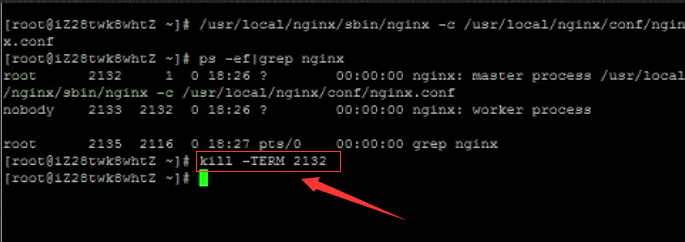 [root@iZ28twk8whtZ ~]# /usr/local/nginx/sbin/nginx -c /usr/local/nginx/conf/ngin
x.conf
[root@iZ28twk8whtZ ~]# ps -ef|grep nginx
root      2132     1  0 18:26 ?        00:00:00 nginx: master process /usr/local
/nginx/sbin/nginx -c /usr/local/nginx/conf/nginx.conf
nobody    2133  2132  0 18:26 ?        00:00:00 nginx: worker process
root      2135  2116  0 18:27 pts/0    00:00:00 grep nginx
[root@iZ28twk8whtZ ~]# kill -TERM 2132
[root@iZ28twk8whtZ ~]#